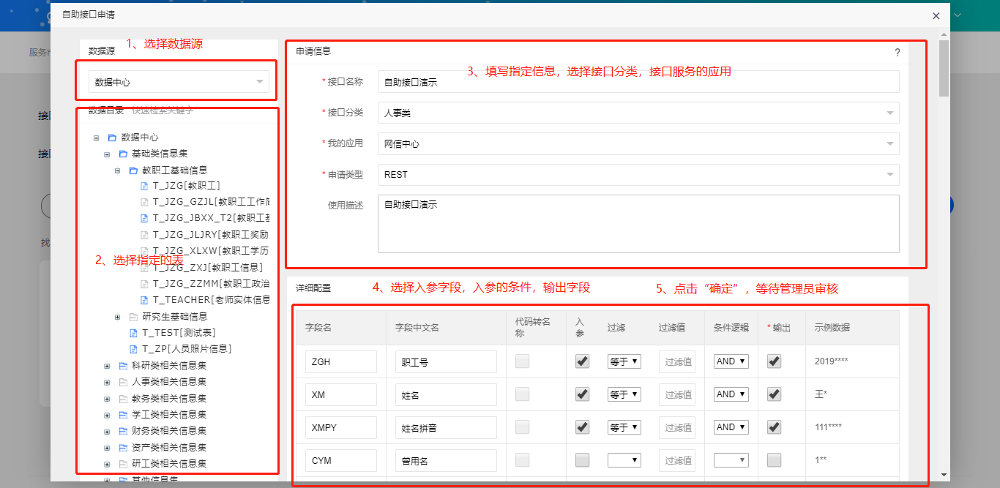 自助接口申请
服务市
接
接
找
数据源
1、选择数据源
数据中心
数据目录 快速检索关键字
数据中心
基础类信息集
教职工基础信息
T_JZG[教职工]
T_JZG_GZJL[教职工工作简
T_JZG_JBXX_T2[教职工基
T_JZG_JLJRY[教职工奖励
T_JZG_XLXW[教职工学历
2、选择指定的表
T_JZG_ZXJ[教职工信息]
T_JZG_ZZMM[教职工政治
T_TEACHER[老师实体信息
研究生基础信息
T_TEST[测试表]
T_ZP[人员照片信息]
科研类相关信息集
人事类相关信息集
教务类相关信息集
学工类相关信息集
财务类相关信息集
资产类相关信息集
研工类相关信息集
其他信息集
申请信息 ?
3、填写指定信息，选择接口分类，接口服务的应用
* 接口名称 自助接口演示
* 接口分类 人事类
* 我的应用 网信中心
* 申请类型 REST
使用描述 自助接口演示
详细配置
4、选择入参字段，入参的条件，输出字段
5、点击“确定”，等待管理员审核
字段名 字段中文名 代码转名称 入参 过滤 过滤值 条件逻辑 * 输出 示例数据
ZGH 职工号 等于 过滤值 AND 2019****
XM 姓名 等于 过滤值 AND 王*
XMPY 姓名拼音 等于 过滤值 AND 111****
CYM 曾用名 过滤值 1**